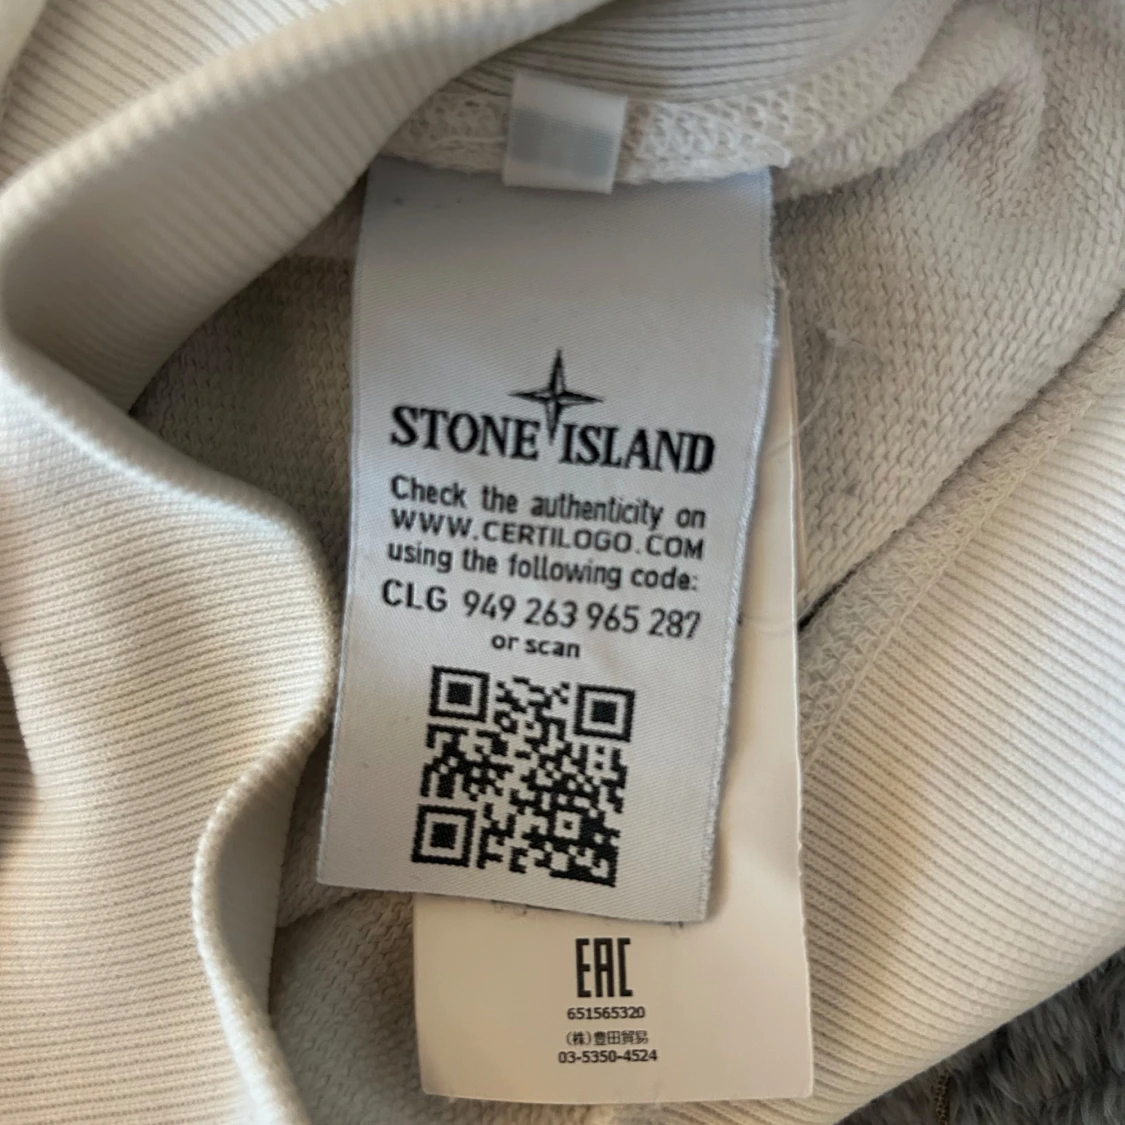 STONE ISLAND
Check the authenticity on
WWW.CERTILOGO.COM
using the following code:
CLG 949 263 965 287
or scan
EAC
651565320
(株)豊田貿易
03-5350-4524